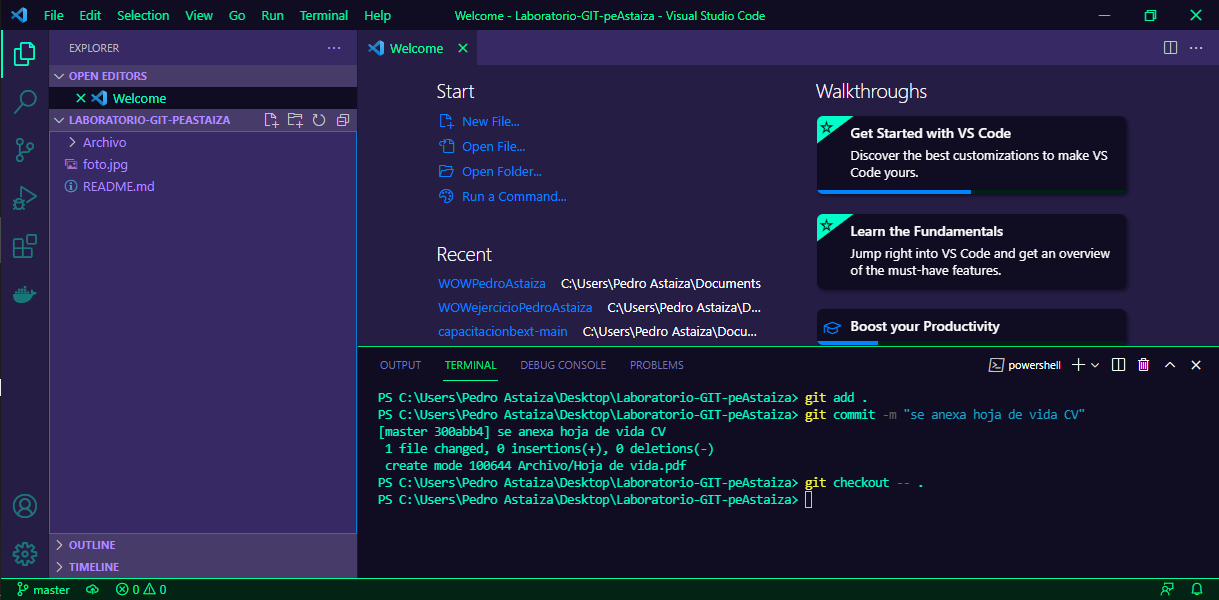 File Edit Selection View Go Run Terminal Help Welcome - Laboratorio-GIT-peAstaiza - Visual Studio Code
EXPLORER
OPEN EDITORS
Welcome
LABORATORIO-GIT-PEASTAIZA
Archivo
foto.jpg
README.md
OUTLINE
TIMELINE
Welcome
Start
New File...
Open File...
Open Folder...
Run a Command...
Recent
WOWPedroAstaiza C:\Users\Pedro Astaiza\Documents
WOWejercicioPedroAstaiza C:\Users\Pedro Astaiza\D...
capacitacionbext-main C:\Users\Pedro Astaiza\Docu...
Walkthroughs
Get Started with VS Code
Discover the best customizations to make VS
Code yours.
Learn the Fundamentals
Jump right into VS Code and get an overview
of the must-have features.
Boost your Productivity
OUTPUT TERMINAL DEBUG CONSOLE PROBLEMS powershell
PS C:\Users\Pedro Astaiza\Desktop\Laboratorio-GIT-peAstaiza> git add .
PS C:\Users\Pedro Astaiza\Desktop\Laboratorio-GIT-peAstaiza> git commit -m "se anexa hoja de vida CV"
[master 300abb4] se anexa hoja de vida CV
1 file changed, 0 insertions(+), 0 deletions(-)
create mode 100644 Archivo/Hoja de vida.pdf
PS C:\Users\Pedro Astaiza\Desktop\Laboratorio-GIT-peAstaiza> git checkout -- .
PS C:\Users\Pedro Astaiza\Desktop\Laboratorio-GIT-peAstaiza>
master 0 0